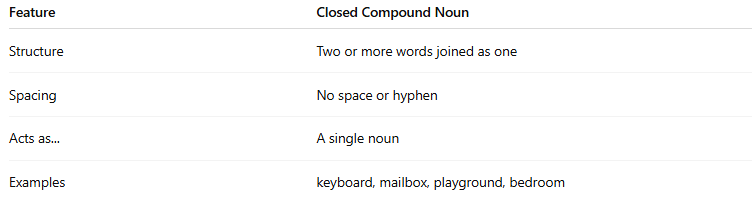 Feature Closed Compound Noun
Structure Two or more words joined as one
Spacing No space or hyphen
Acts as... A single noun
Examples keyboard, mailbox, playground, bedroom